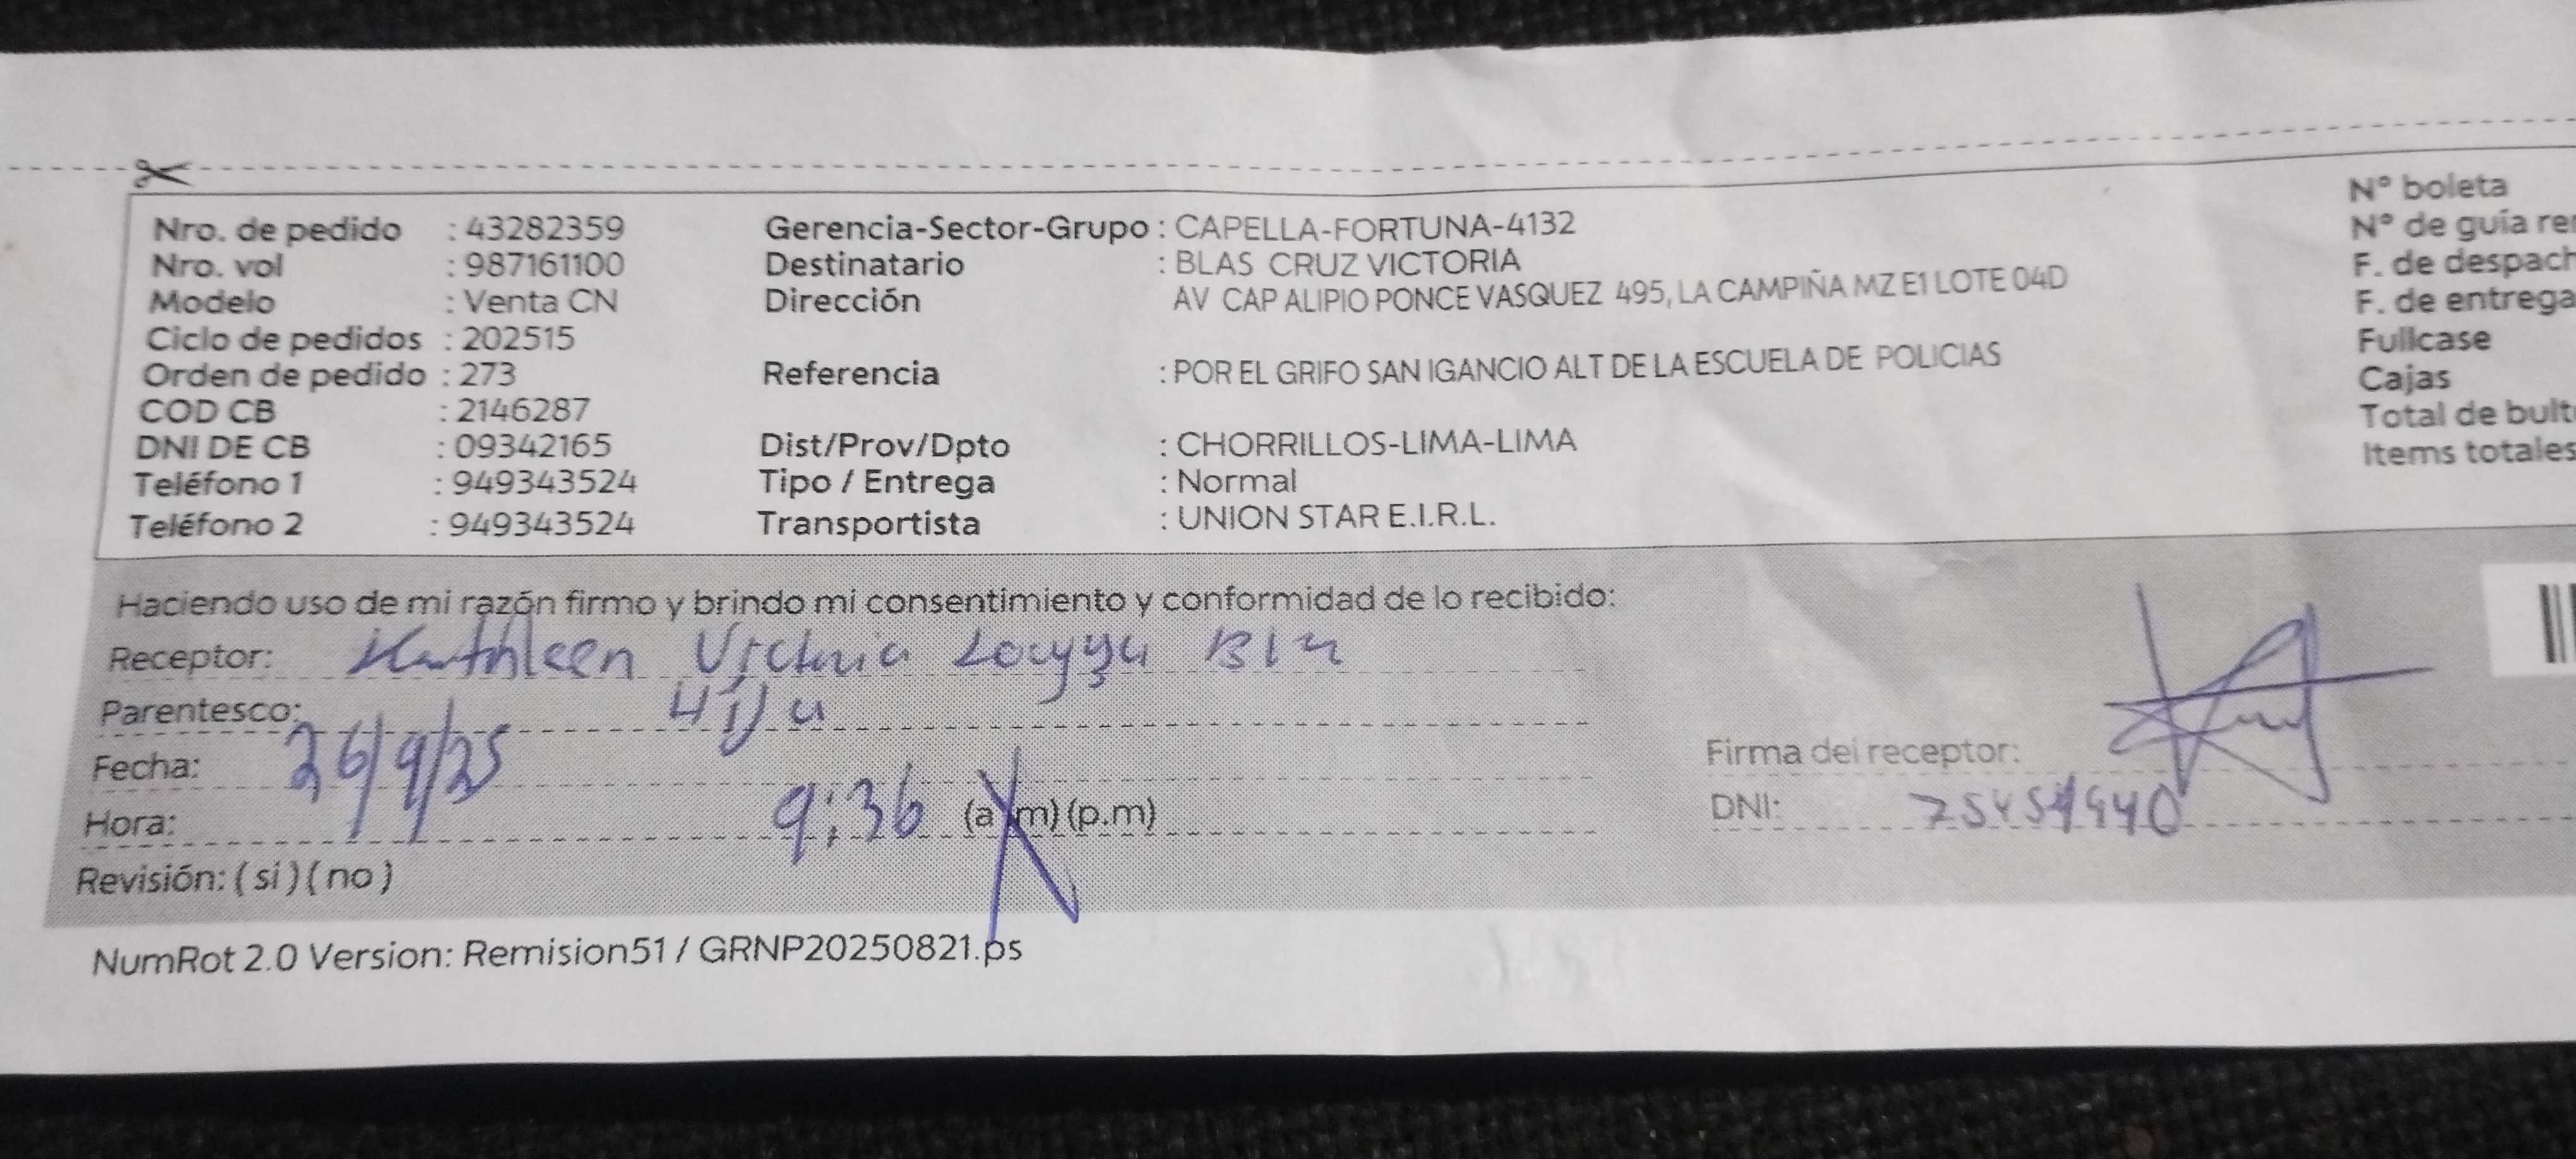 Nro. de pedido : 43282359 Gerencia-Sector-Grupo : CAPELLA-FORTUNA-4132 N° boleta
Nro. vol : 987161100 Destinatario : BLAS CRUZ VICTORIA N° de guía
Modelo : Venta CN Dirección AV CAP ALIPIO PONCE VASQUEZ 495, LA CAMPIÑA MZ E1 LOTE 04D F. de
Ciclo de pedidos : 202515 F. de entrega
Orden de pedido : 273 Referencia : POR EL GRIFO SAN IGANCIO ALT DE LA ESCUELA DE POLICIAS Fullcase
COD CB : 2146287 Cajas
DNI DE CB : 09342165 Dist/Prov/Dpto : CHORRILLOS-LIMA-LIMA Total de
Teléfono 1 : 949343524 Tipo / Entrega : Normal Items totales
Teléfono 2 : 949343524 Transportista : UNION STAR E.I.R.L.
Haciendo uso de mi razón firmo y brindo mi consentimiento y conformidad de lo recibido:
Receptor: Kathleen Victoria
Parentesco: Hija
Fecha: 26/9/25 Firma del receptor:
Hora: 9:36 (a.m) (p.m) DNI:
Revisión: ( si ) ( no )
NumRot 2.0 Version: Remision51 / GRNP20250821.ps